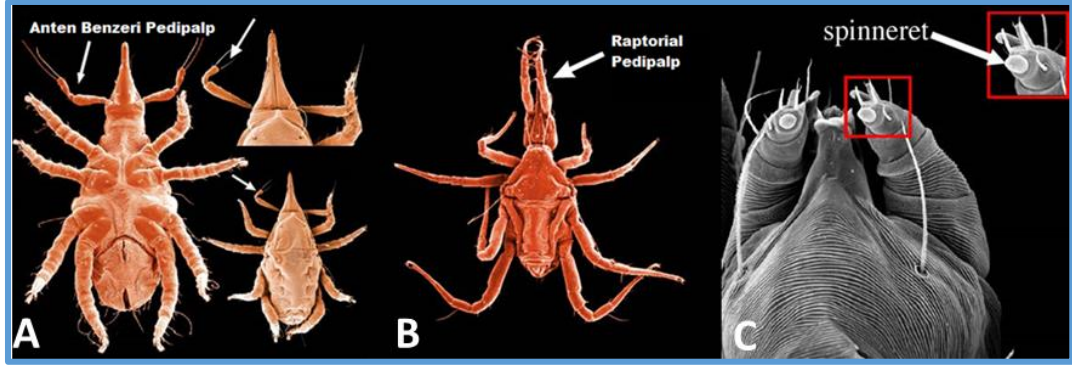 Anten Benzeri Pedipalp
Raptorial
Pedipalp
spinneret
A
B
C